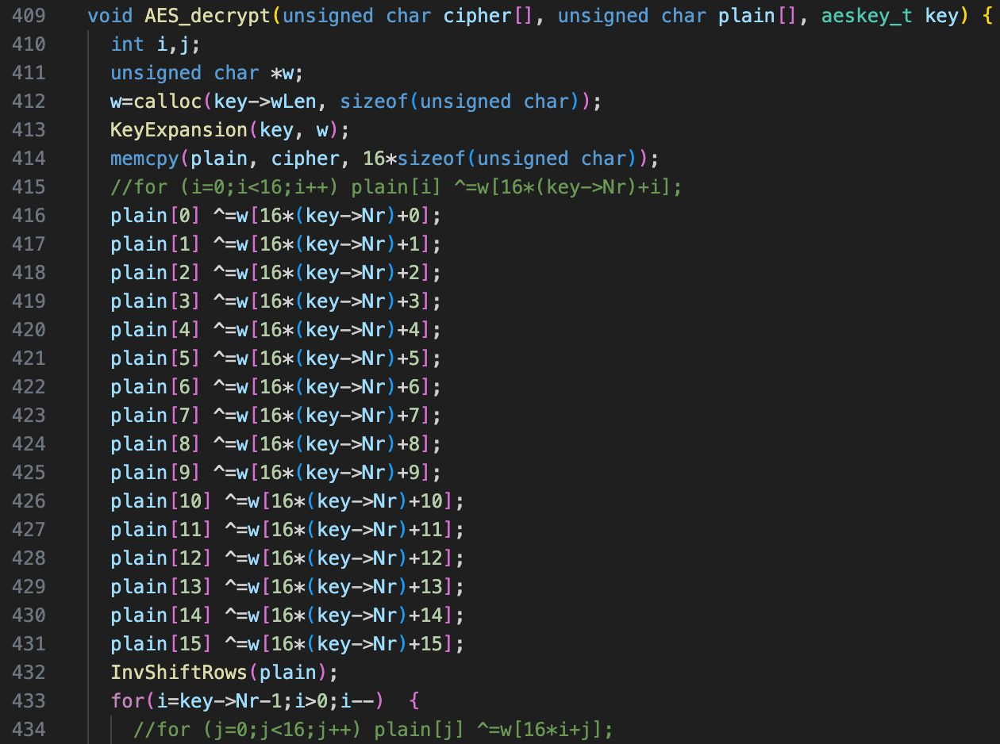 409 void AES_decrypt(unsigned char cipher[], unsigned char plain[], aeskey_t key) {
410 int i,j;
411 unsigned char *w;
412 w=calloc(key->wLen, sizeof(unsigned char));
413 KeyExpansion(key, w);
414 memcpy(plain, cipher, 16*sizeof(unsigned char));
415 //for (i=0;i<16;i++) plain[i] ^=w[16*(key->Nr)+i];
416 plain[0] ^=w[16*(key->Nr)+0];
417 plain[1] ^=w[16*(key->Nr)+1];
418 plain[2] ^=w[16*(key->Nr)+2];
419 plain[3] ^=w[16*(key->Nr)+3];
420 plain[4] ^=w[16*(key->Nr)+4];
421 plain[5] ^=w[16*(key->Nr)+5];
422 plain[6] ^=w[16*(key->Nr)+6];
423 plain[7] ^=w[16*(key->Nr)+7];
424 plain[8] ^=w[16*(key->Nr)+8];
425 plain[9] ^=w[16*(key->Nr)+9];
426 plain[10] ^=w[16*(key->Nr)+10];
427 plain[11] ^=w[16*(key->Nr)+11];
428 plain[12] ^=w[16*(key->Nr)+12];
429 plain[13] ^=w[16*(key->Nr)+13];
430 plain[14] ^=w[16*(key->Nr)+14];
431 plain[15] ^=w[16*(key->Nr)+15];
432 InvShiftRows(plain);
433 for(i=key->Nr-1;i>0;i--)  {
434 //for (j=0;j<16;j++) plain[j] ^=w[16*i+j];